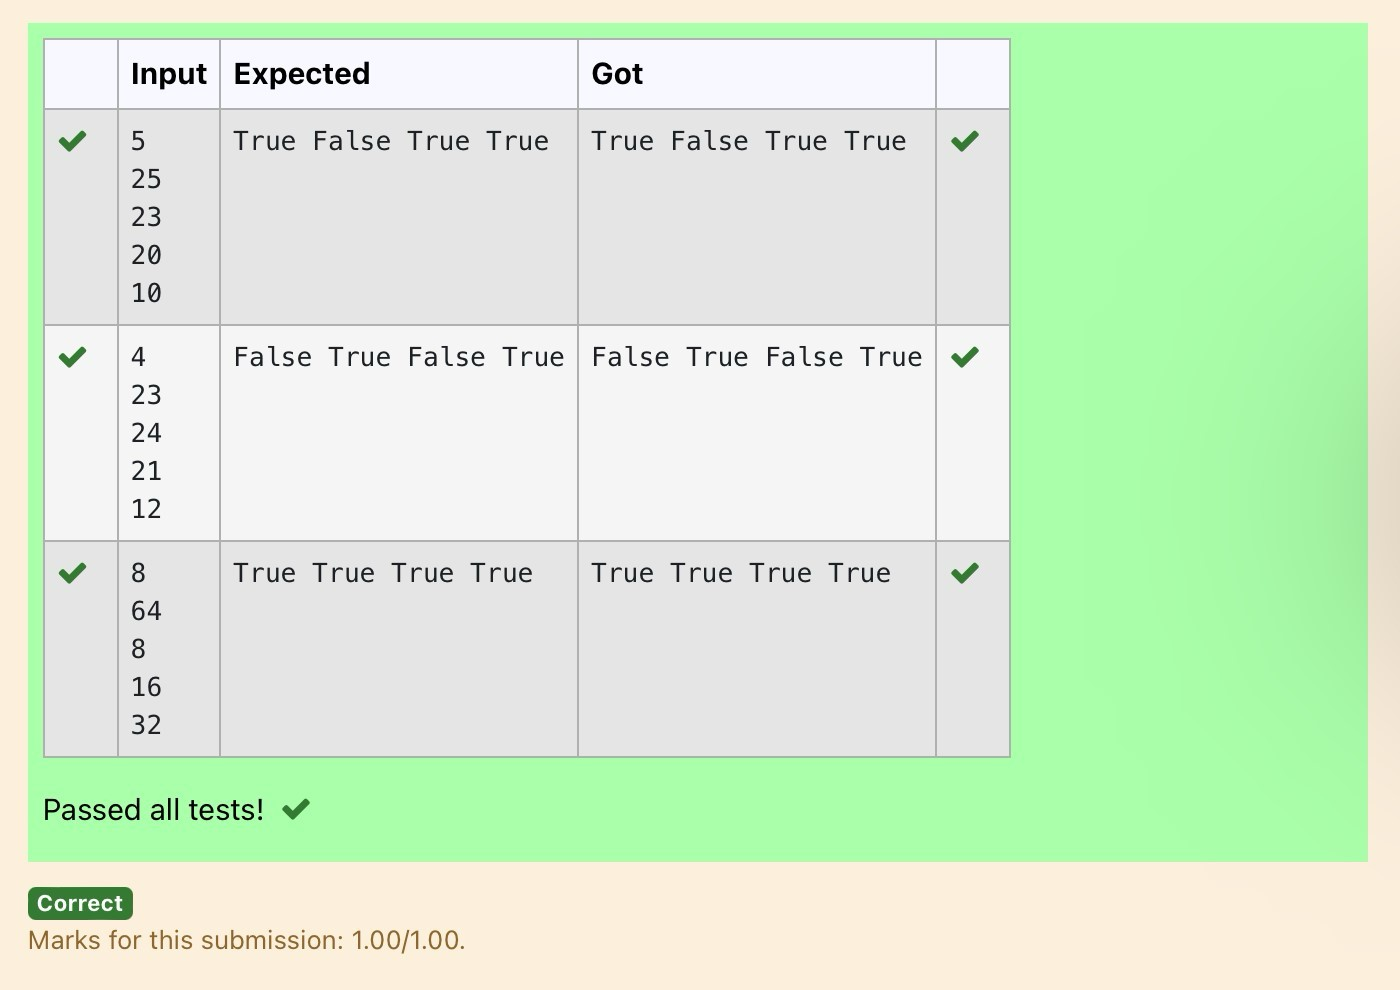 Input Expected Got
5 True False True True True False True True
25
23
20
10
4 False True False True False True False True
23
24
21
12
8 True True True True True True True True
64
8
16
32
Passed all tests!
Correct
Marks for this submission: 1.00/1.00.